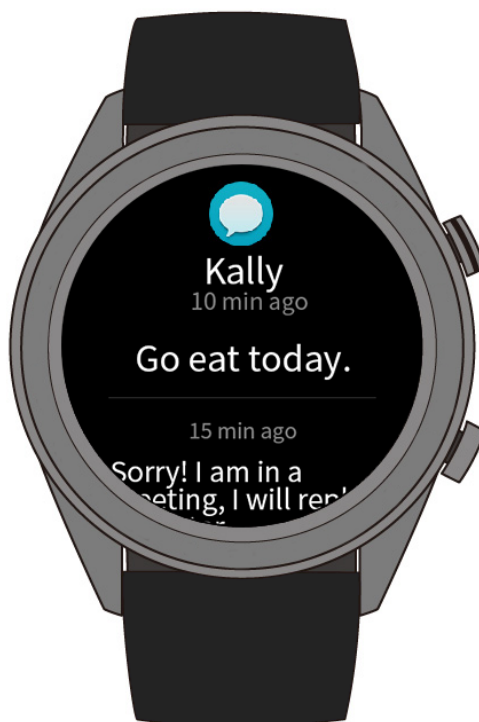 Kally
10 min ago
Go eat today.
15 min ago
Sorry! I am in a
I will